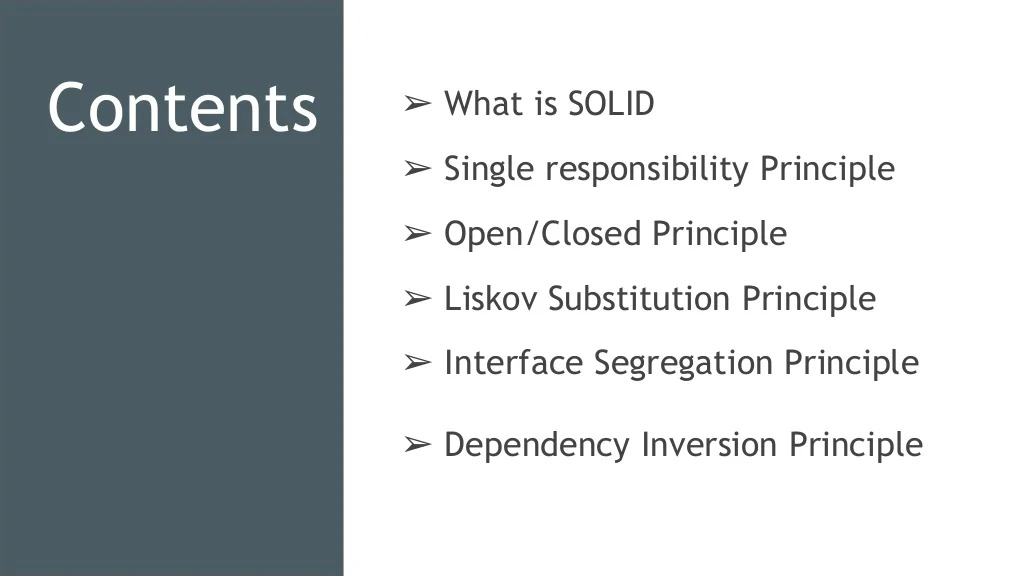 Contents
➢ What is SOLID
➢ Single responsibility Principle
➢ Open/Closed Principle
➢ Liskov Substitution Principle
➢ Interface Segregation Principle
➢ Dependency Inversion Principle